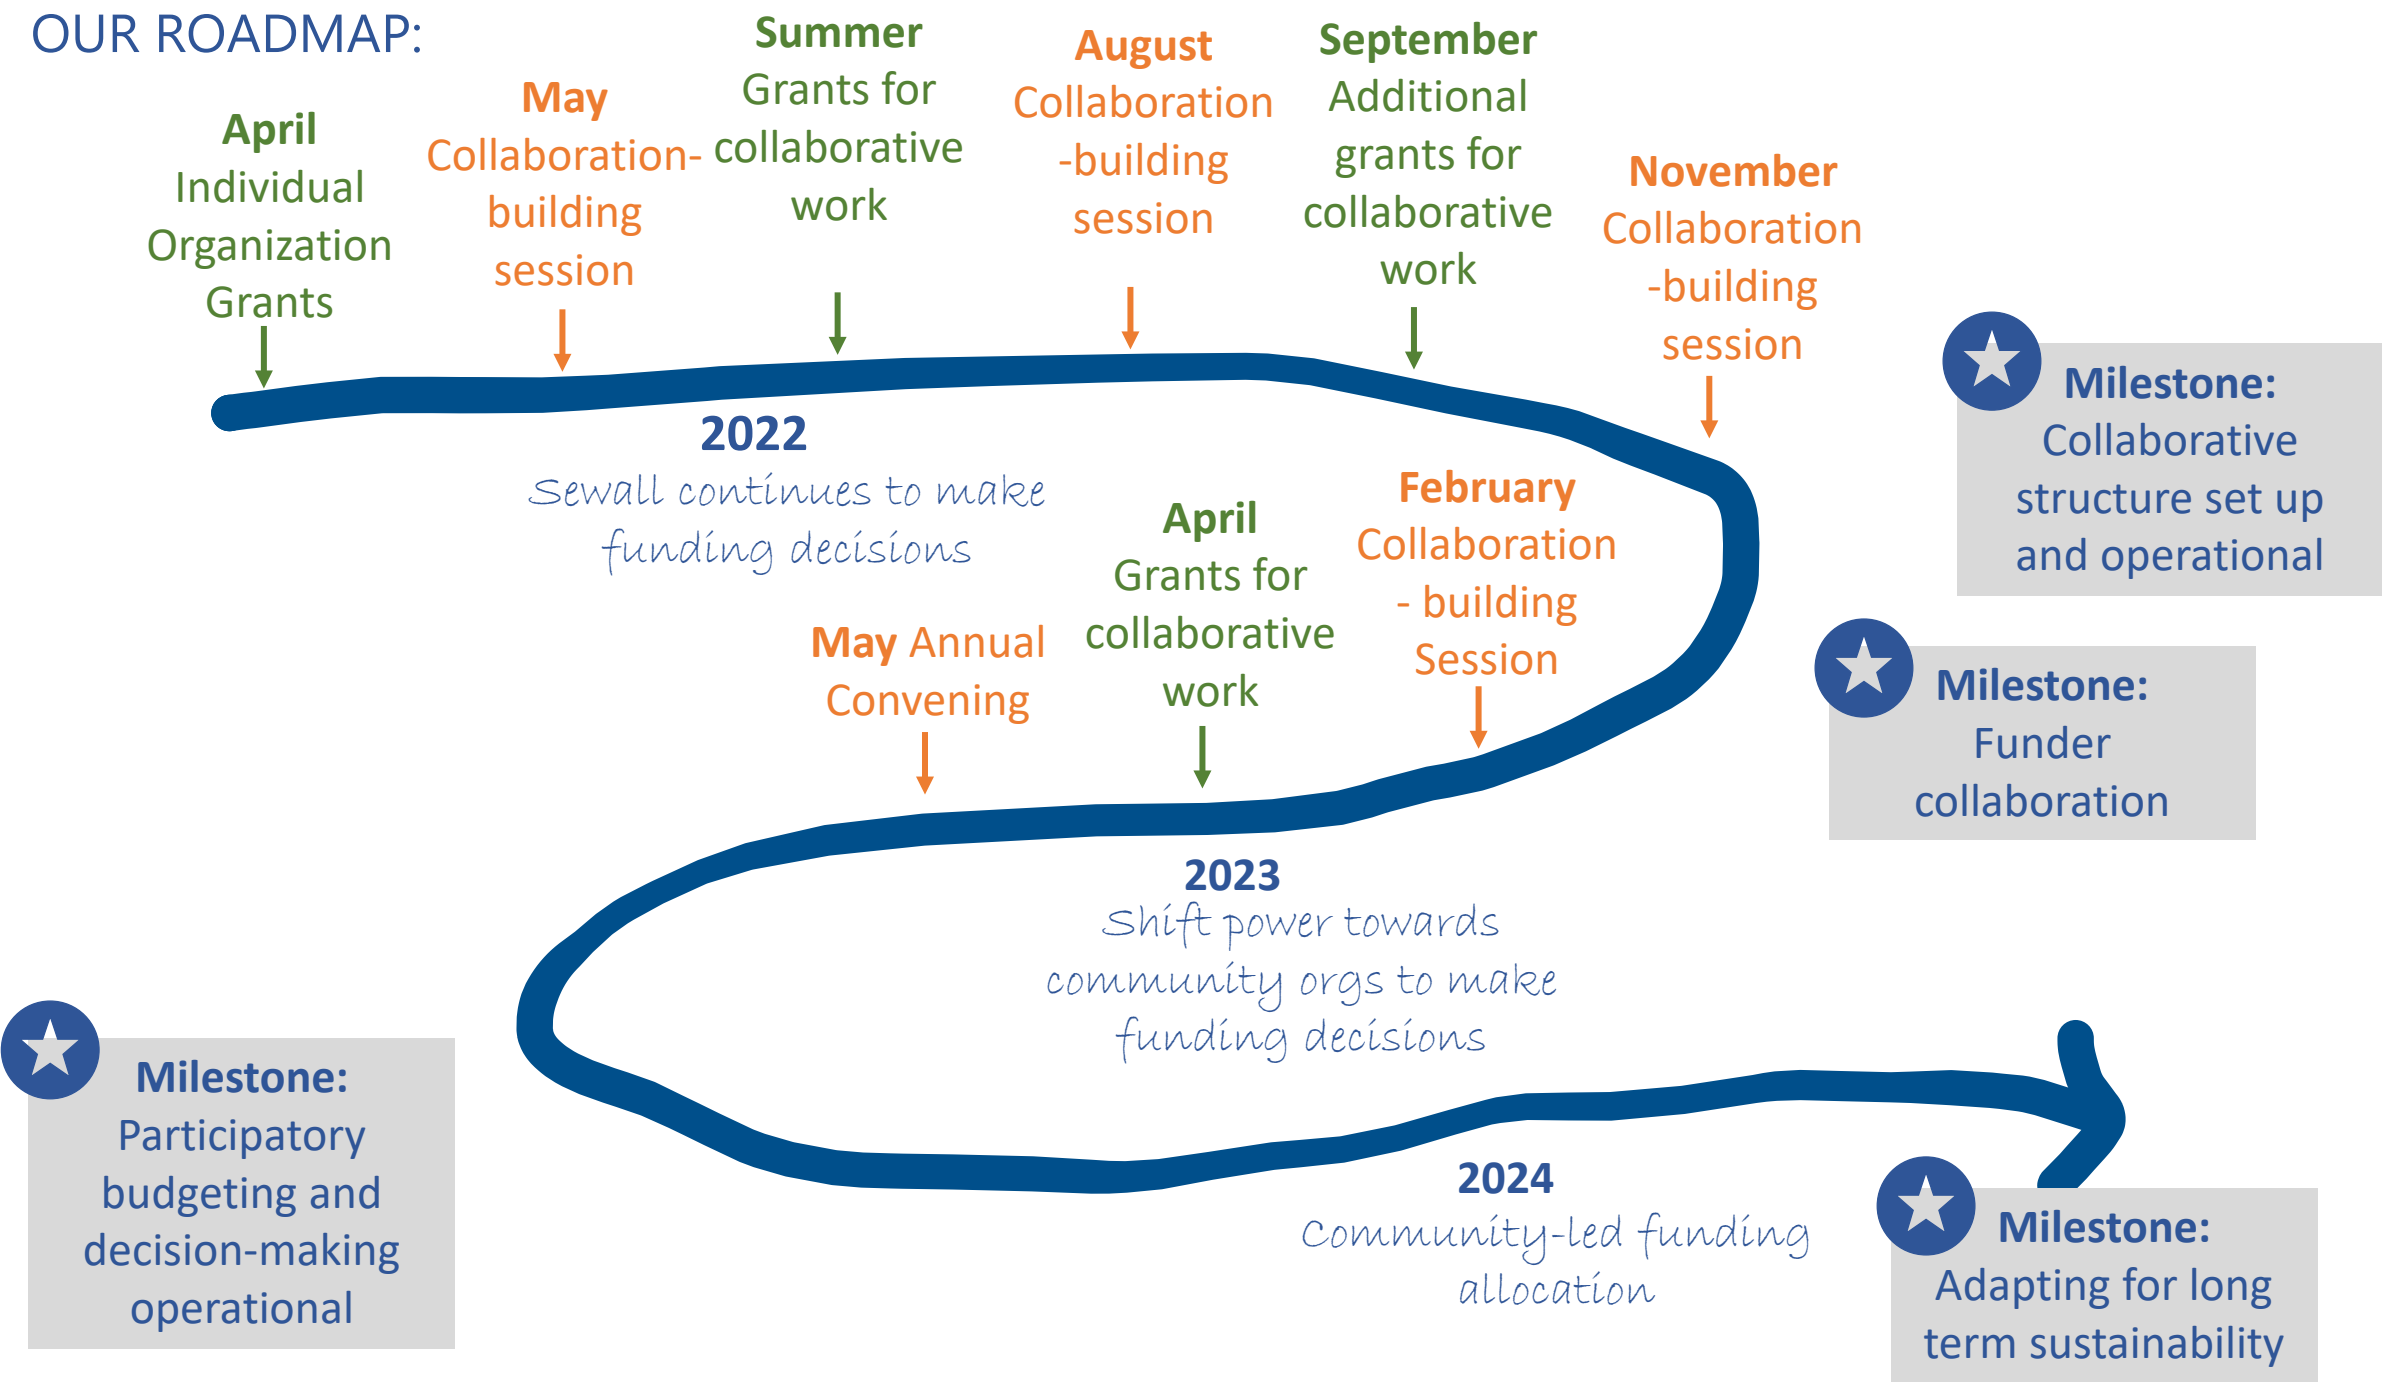 OUR ROADMAP:
April
Individual
Organization
Grants
May
Collaboration-
building
session
Summer
Grants for
collaborative
work
August
Collaboration
-building
session
September
Additional
grants for
collaborative
work
November
Collaboration
-building
session
Milestone:
Collaborative
structure set up
and operational
2022
Sewall continues to make
funding decisions
February
Collaboration
- building
Session
April
Grants for
collaborative
work
May Annual
Convening
Milestone:
Funder
collaboration
2023
Shift power towards
community orgs to make
funding decisions
Milestone:
Participatory
budgeting and
decision-making
operational
2024
Community-led funding
allocation
Milestone:
Adapting for long
term sustainability